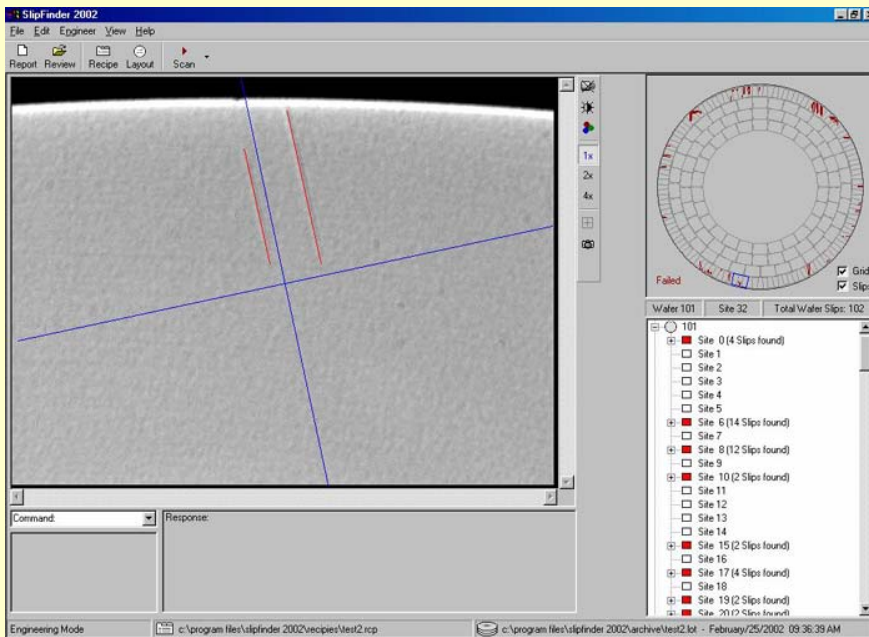 SlipFinder 2002
File Edit Engineer View Help
Report Review Recipe Layout Scan
1x
2x
4x
Failed
Grid
Slips
Wafer 101 Site 32 Total Wafer Slips: 102
101
Site 0 (4 Slips found)
Site 1
Site 2
Site 3
Site 4
Site 5
Site 6 (14 Slips found)
Site 7
Site 8 (12 Slips found)
Site 9
Site 10 (2 Slips found)
Site 11
Site 12
Site 13
Site 14
Site 15 (2 Slips found)
Site 16
Site 17 (4 Slips found)
Site 18
Site 19 (2 Slips found)
Site 20 (2 Slips found)
Command: Response:
Engineering Mode c:\program files\slipfinder 2002\recipies\test2.rcp c:\program files\slipfinder 2002\archive\test2.lot - February/25/2002 09:36:39 AM